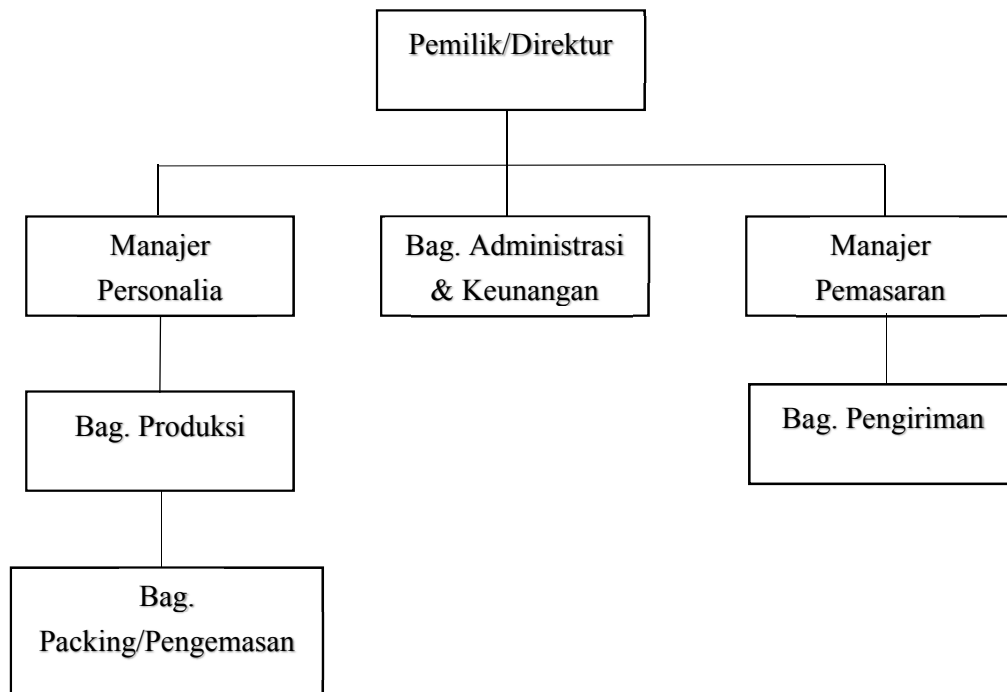 Pemilik/Direktur
Manajer
Personalia
Bag. Administrasi
& Keunangan
Manajer
Pemasaran
Bag. Produksi
Bag. Pengiriman
Bag.
Packing/Pengemasan